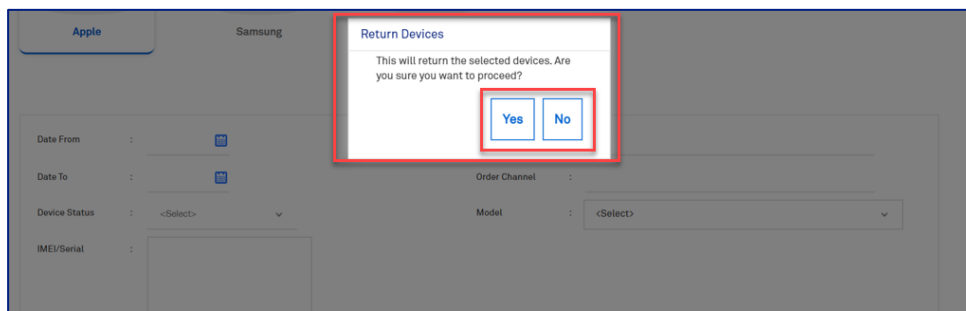 Apple
Samsung
Return Devices
This will return the selected devices. Are
you sure you want to proceed?
Yes
No
Date From :
Date To :
Order Channel :
Device Status : <Select>
Model : <Select>
IMEI/Serial :